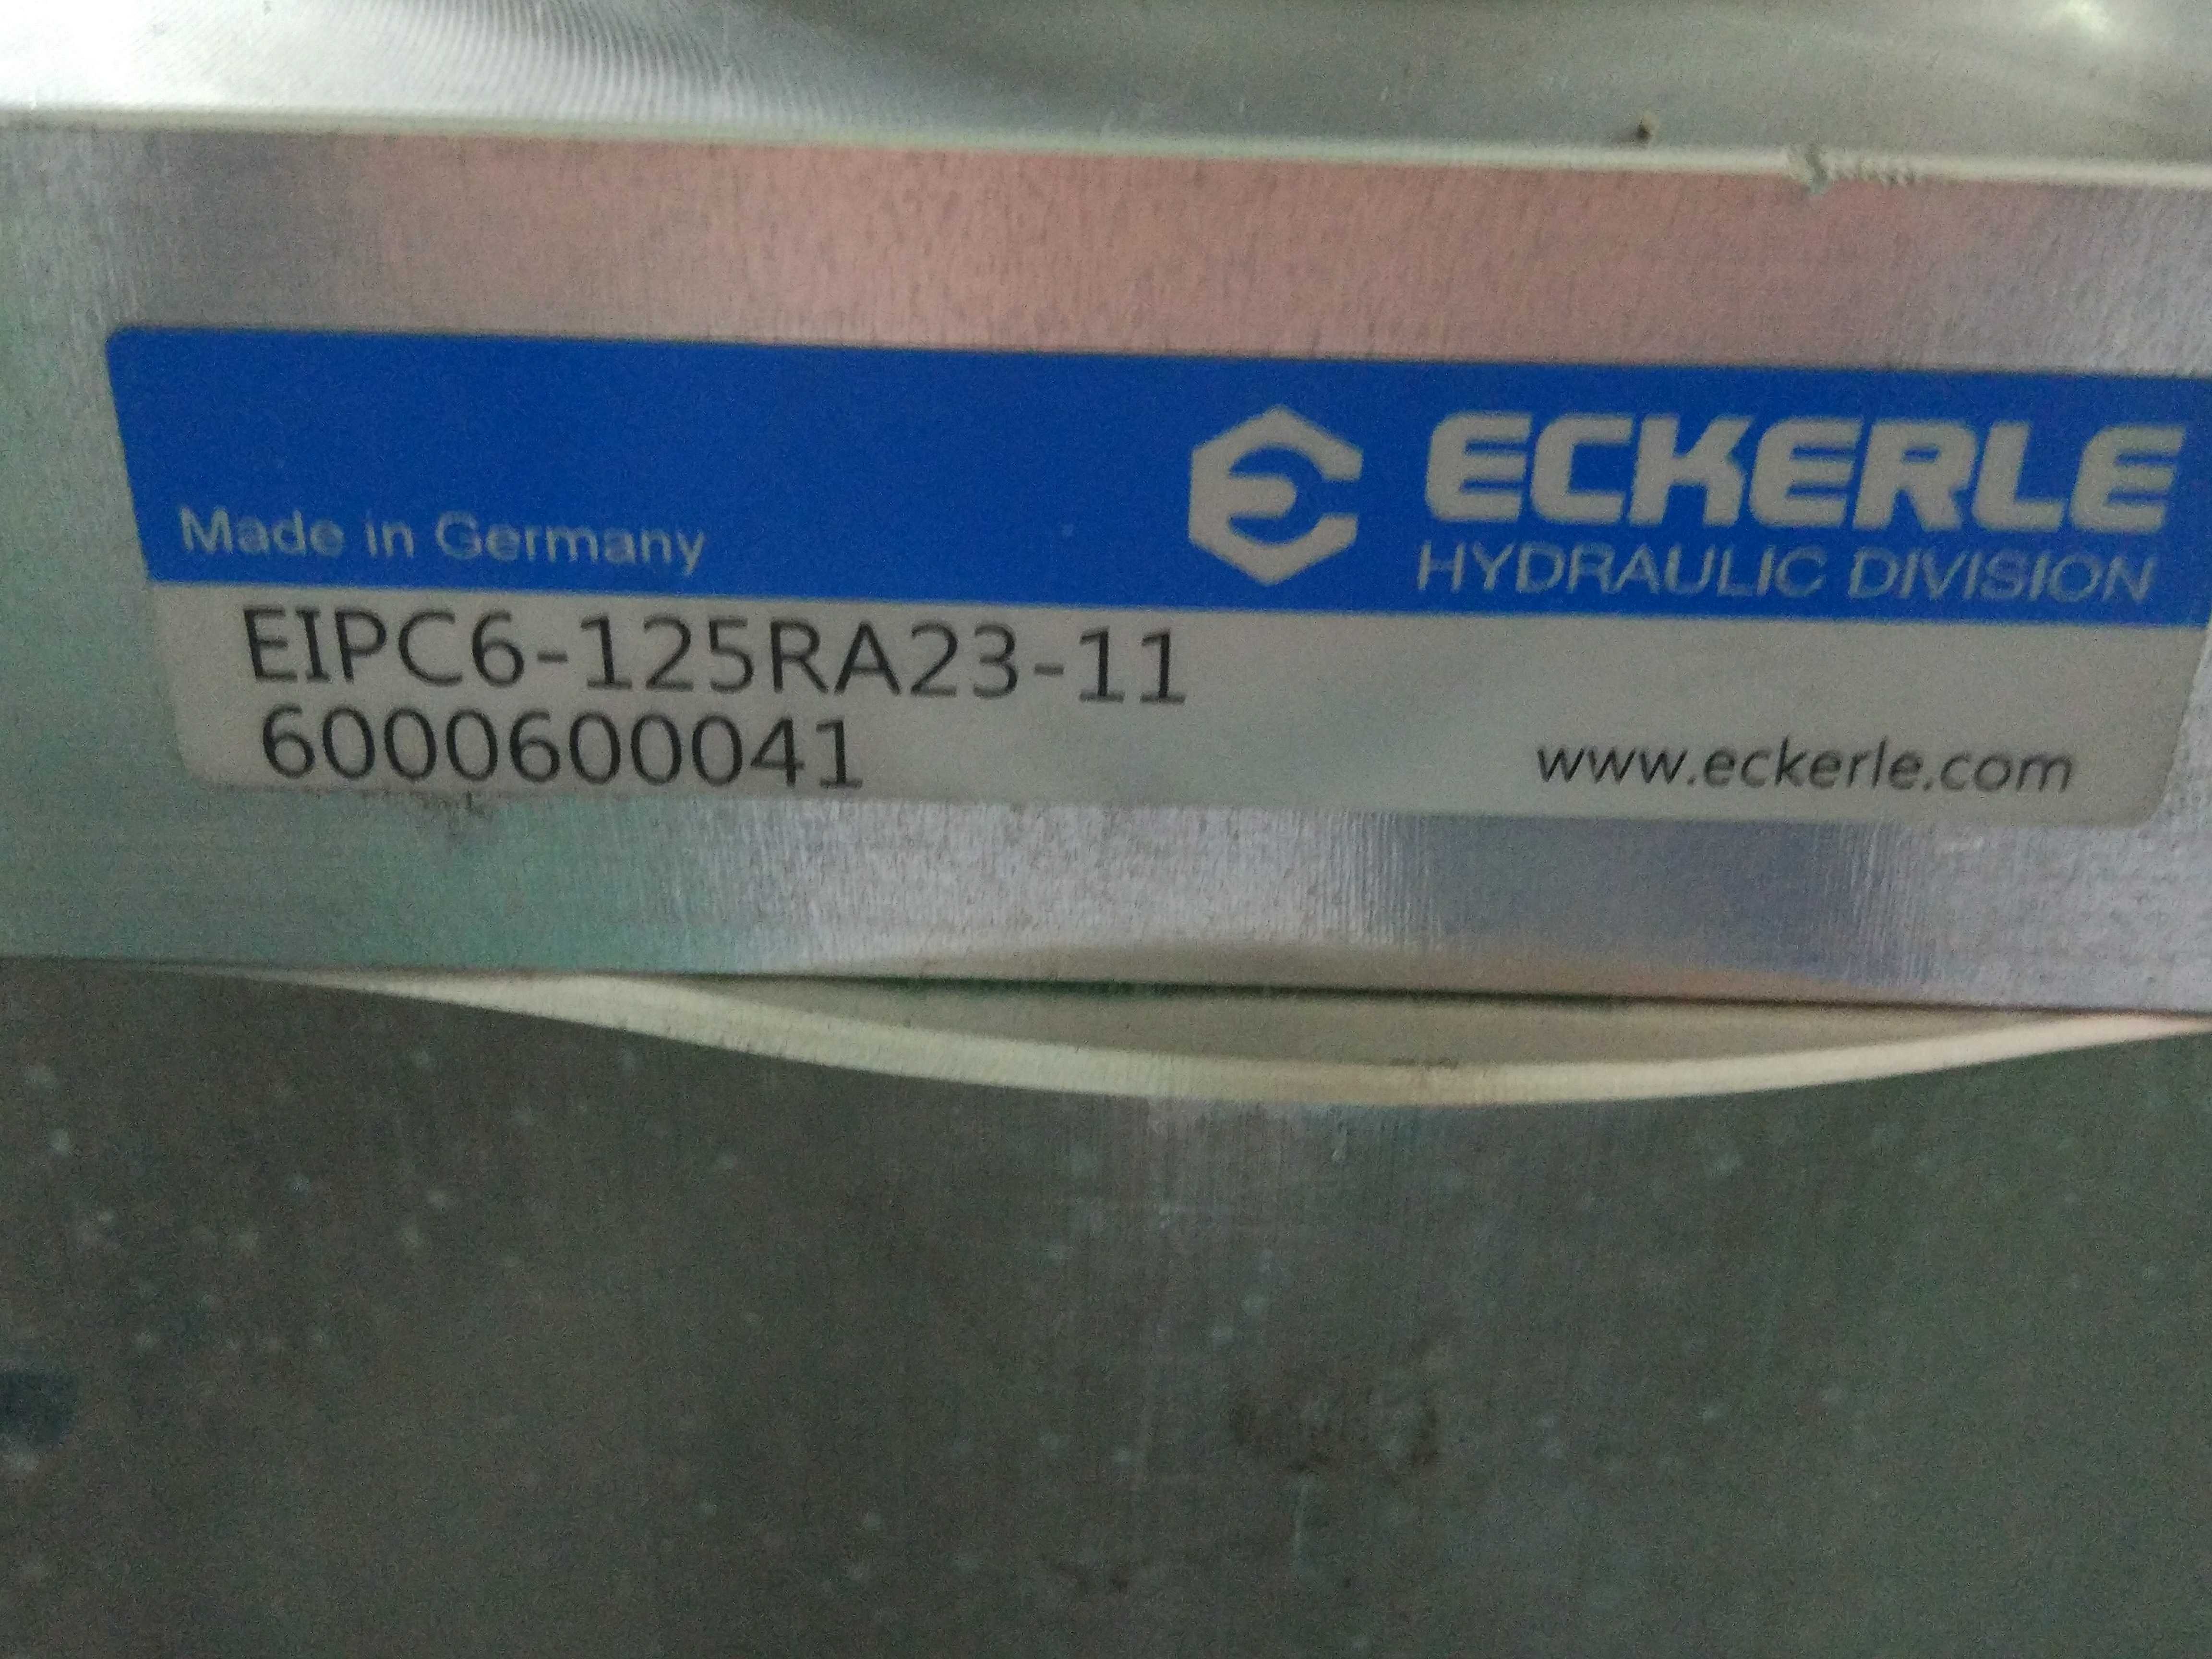 ECKERLE
HYDRAULIC DIVISION
Made in Germany
EIPC6-125RA23-11
6000600041
www.eckerle.com